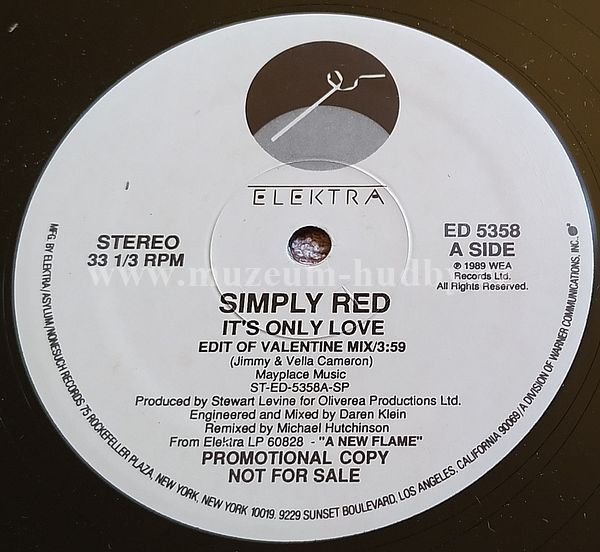 ELEKTRA
STEREO
33 1/3 RPM
ED 5358
A SIDE
℗ 1989 WEA
Records Ltd.
All Rights Reserved.
www.muzeum-hudby
SIMPLY RED
IT'S ONLY LOVE
EDIT OF VALENTINE MIX/3:59
(Jimmy & Vella Cameron)
Mayplace Music
ST-ED-5358A-SP
Produced by Stewart Levine for Oliverea Productions Ltd.
Engineered and Mixed by Daren Klein
Remixed by Michael Hutchinson
From Elektra LP 60828 - "A NEW FLAME"
PROMOTIONAL COPY
NOT FOR SALE
MFG. BY ELEKTRA/ASYLUM/NONESUCH RECORDS 75 ROCKEFELLER PLAZA, NEW YORK, NEW YORK 10019. 9229 SUNSET BOULEVARD, LOS ANGELES, CALIFORNIA 90069/A DIVISION OF WARNER COMMUNICATIONS, INC.